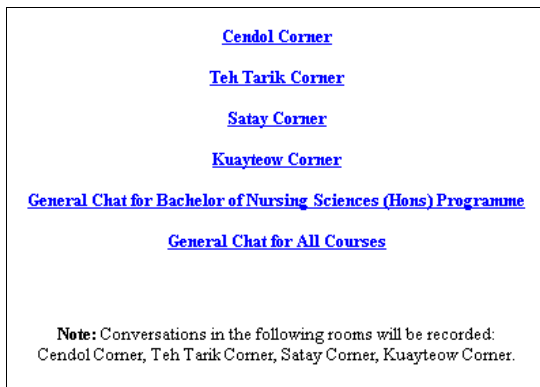 Cendol Corner
Teh Tarik Corner
Satay Corner
Kuayteow Corner
General Chat for Bachelor of Nursing Sciences (Hons) Programme
General Chat for All Courses
Note: Conversations in the following rooms will be recorded:
Cendol Corner, Teh Tarik Corner, Satay Corner, Kuayteow Corner.